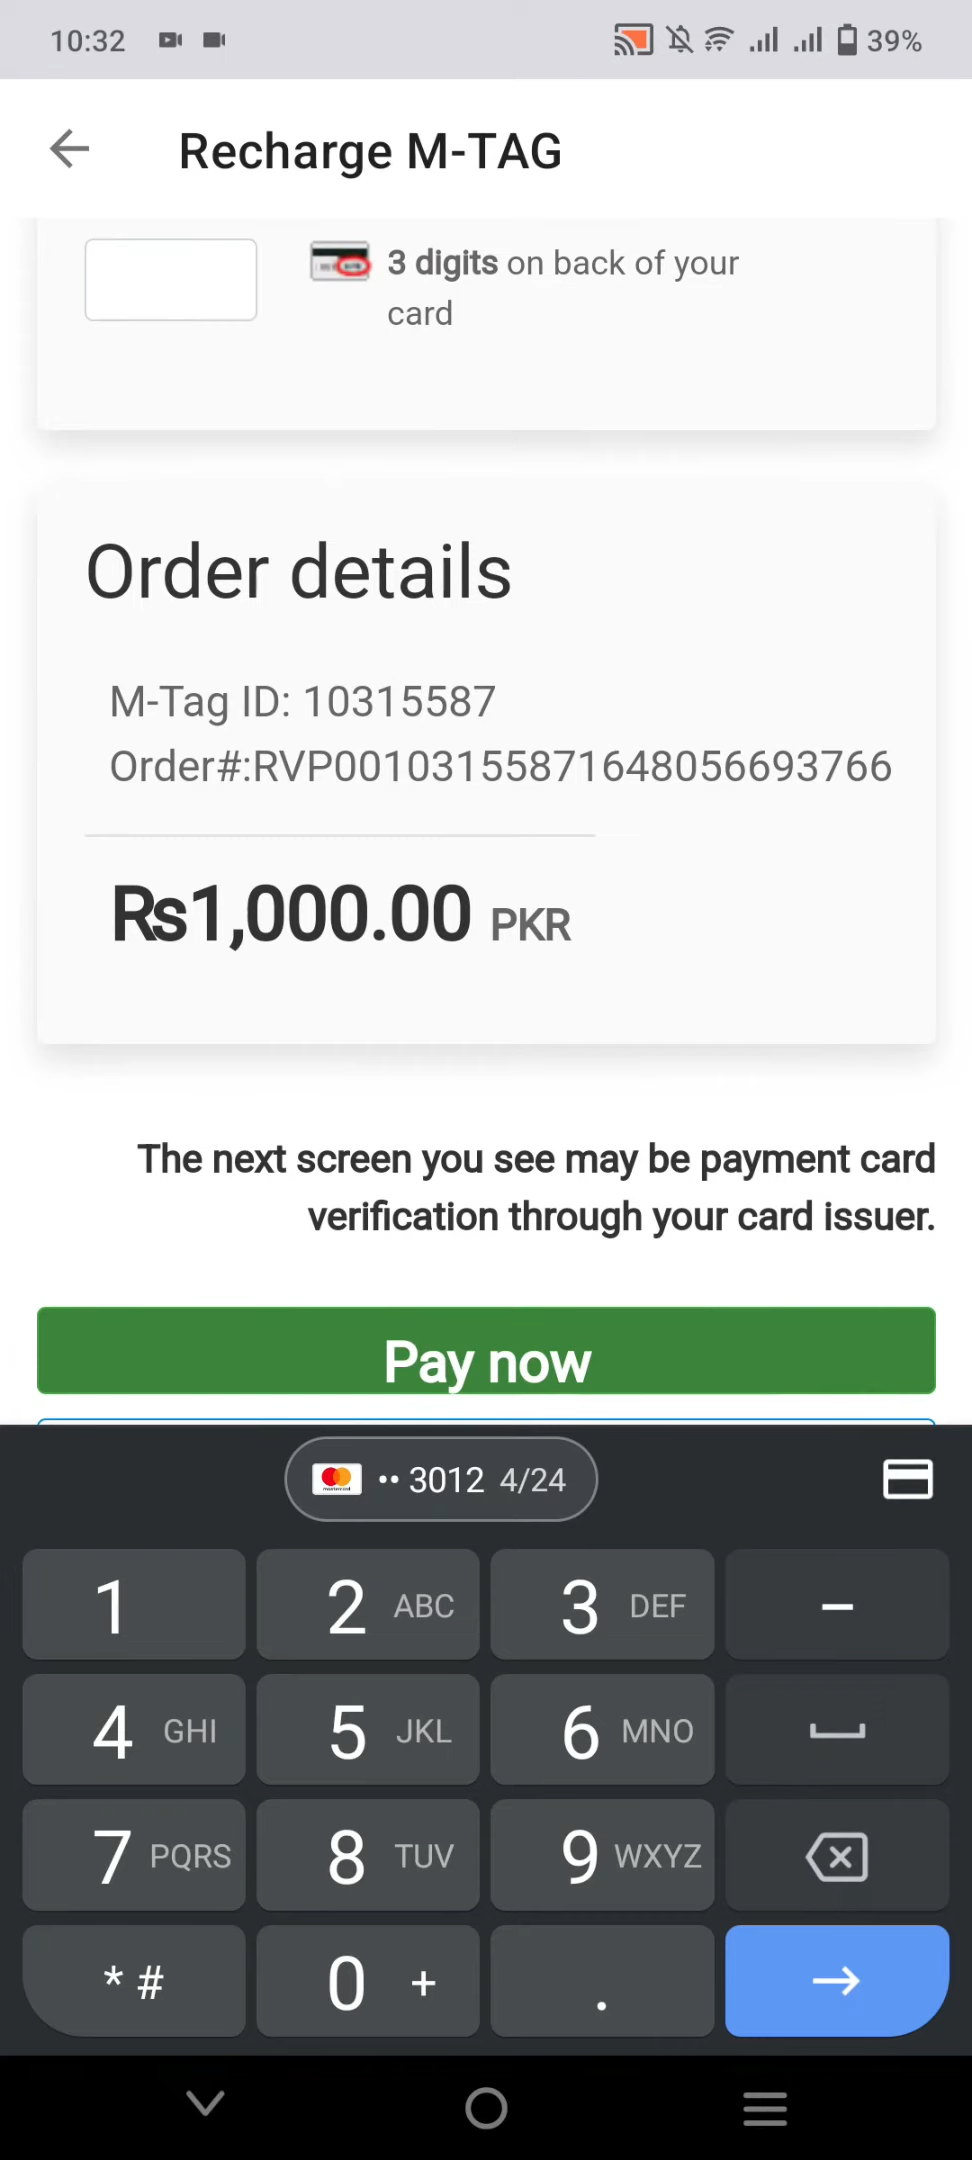 10:32
39%
Recharge M-TAG
3 digits on back of your
card
Order details
M-Tag ID: 10315587
Order#:RVP00103155871648056693766
Rs1,000.00 PKR
The next screen you see may be payment card
verification through your card issuer.
Pay now
•• 3012 4/24
1 2 ABC 3 DEF –
4 GHI 5 JKL 6 MNO
7 PQRS 8 TUV 9 WXYZ
* # 0 + .